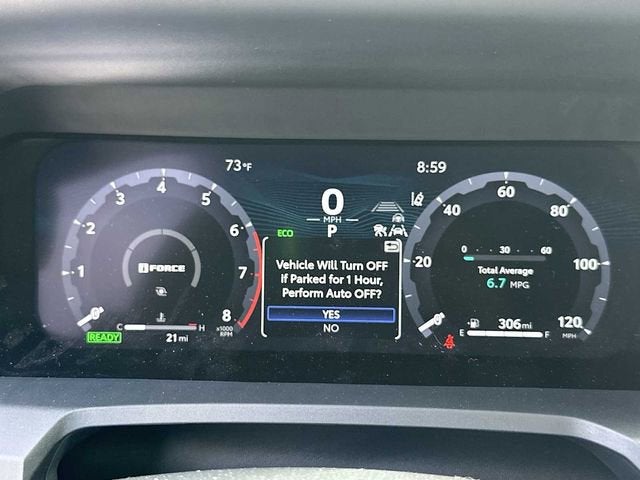 73°F
8:59
0
MPH
P
ECO
0
1
2
3
4
5
6
7
8
x1000
RPM
iFORCE
C H
READY
21 mi
Vehicle Will Turn OFF
if Parked for 1 Hour,
Perform Auto OFF?
YES
NO
0
20
40
60
80
100
120
MPH
0 30 60
Total Average
6.7 MPG
306mi
E F